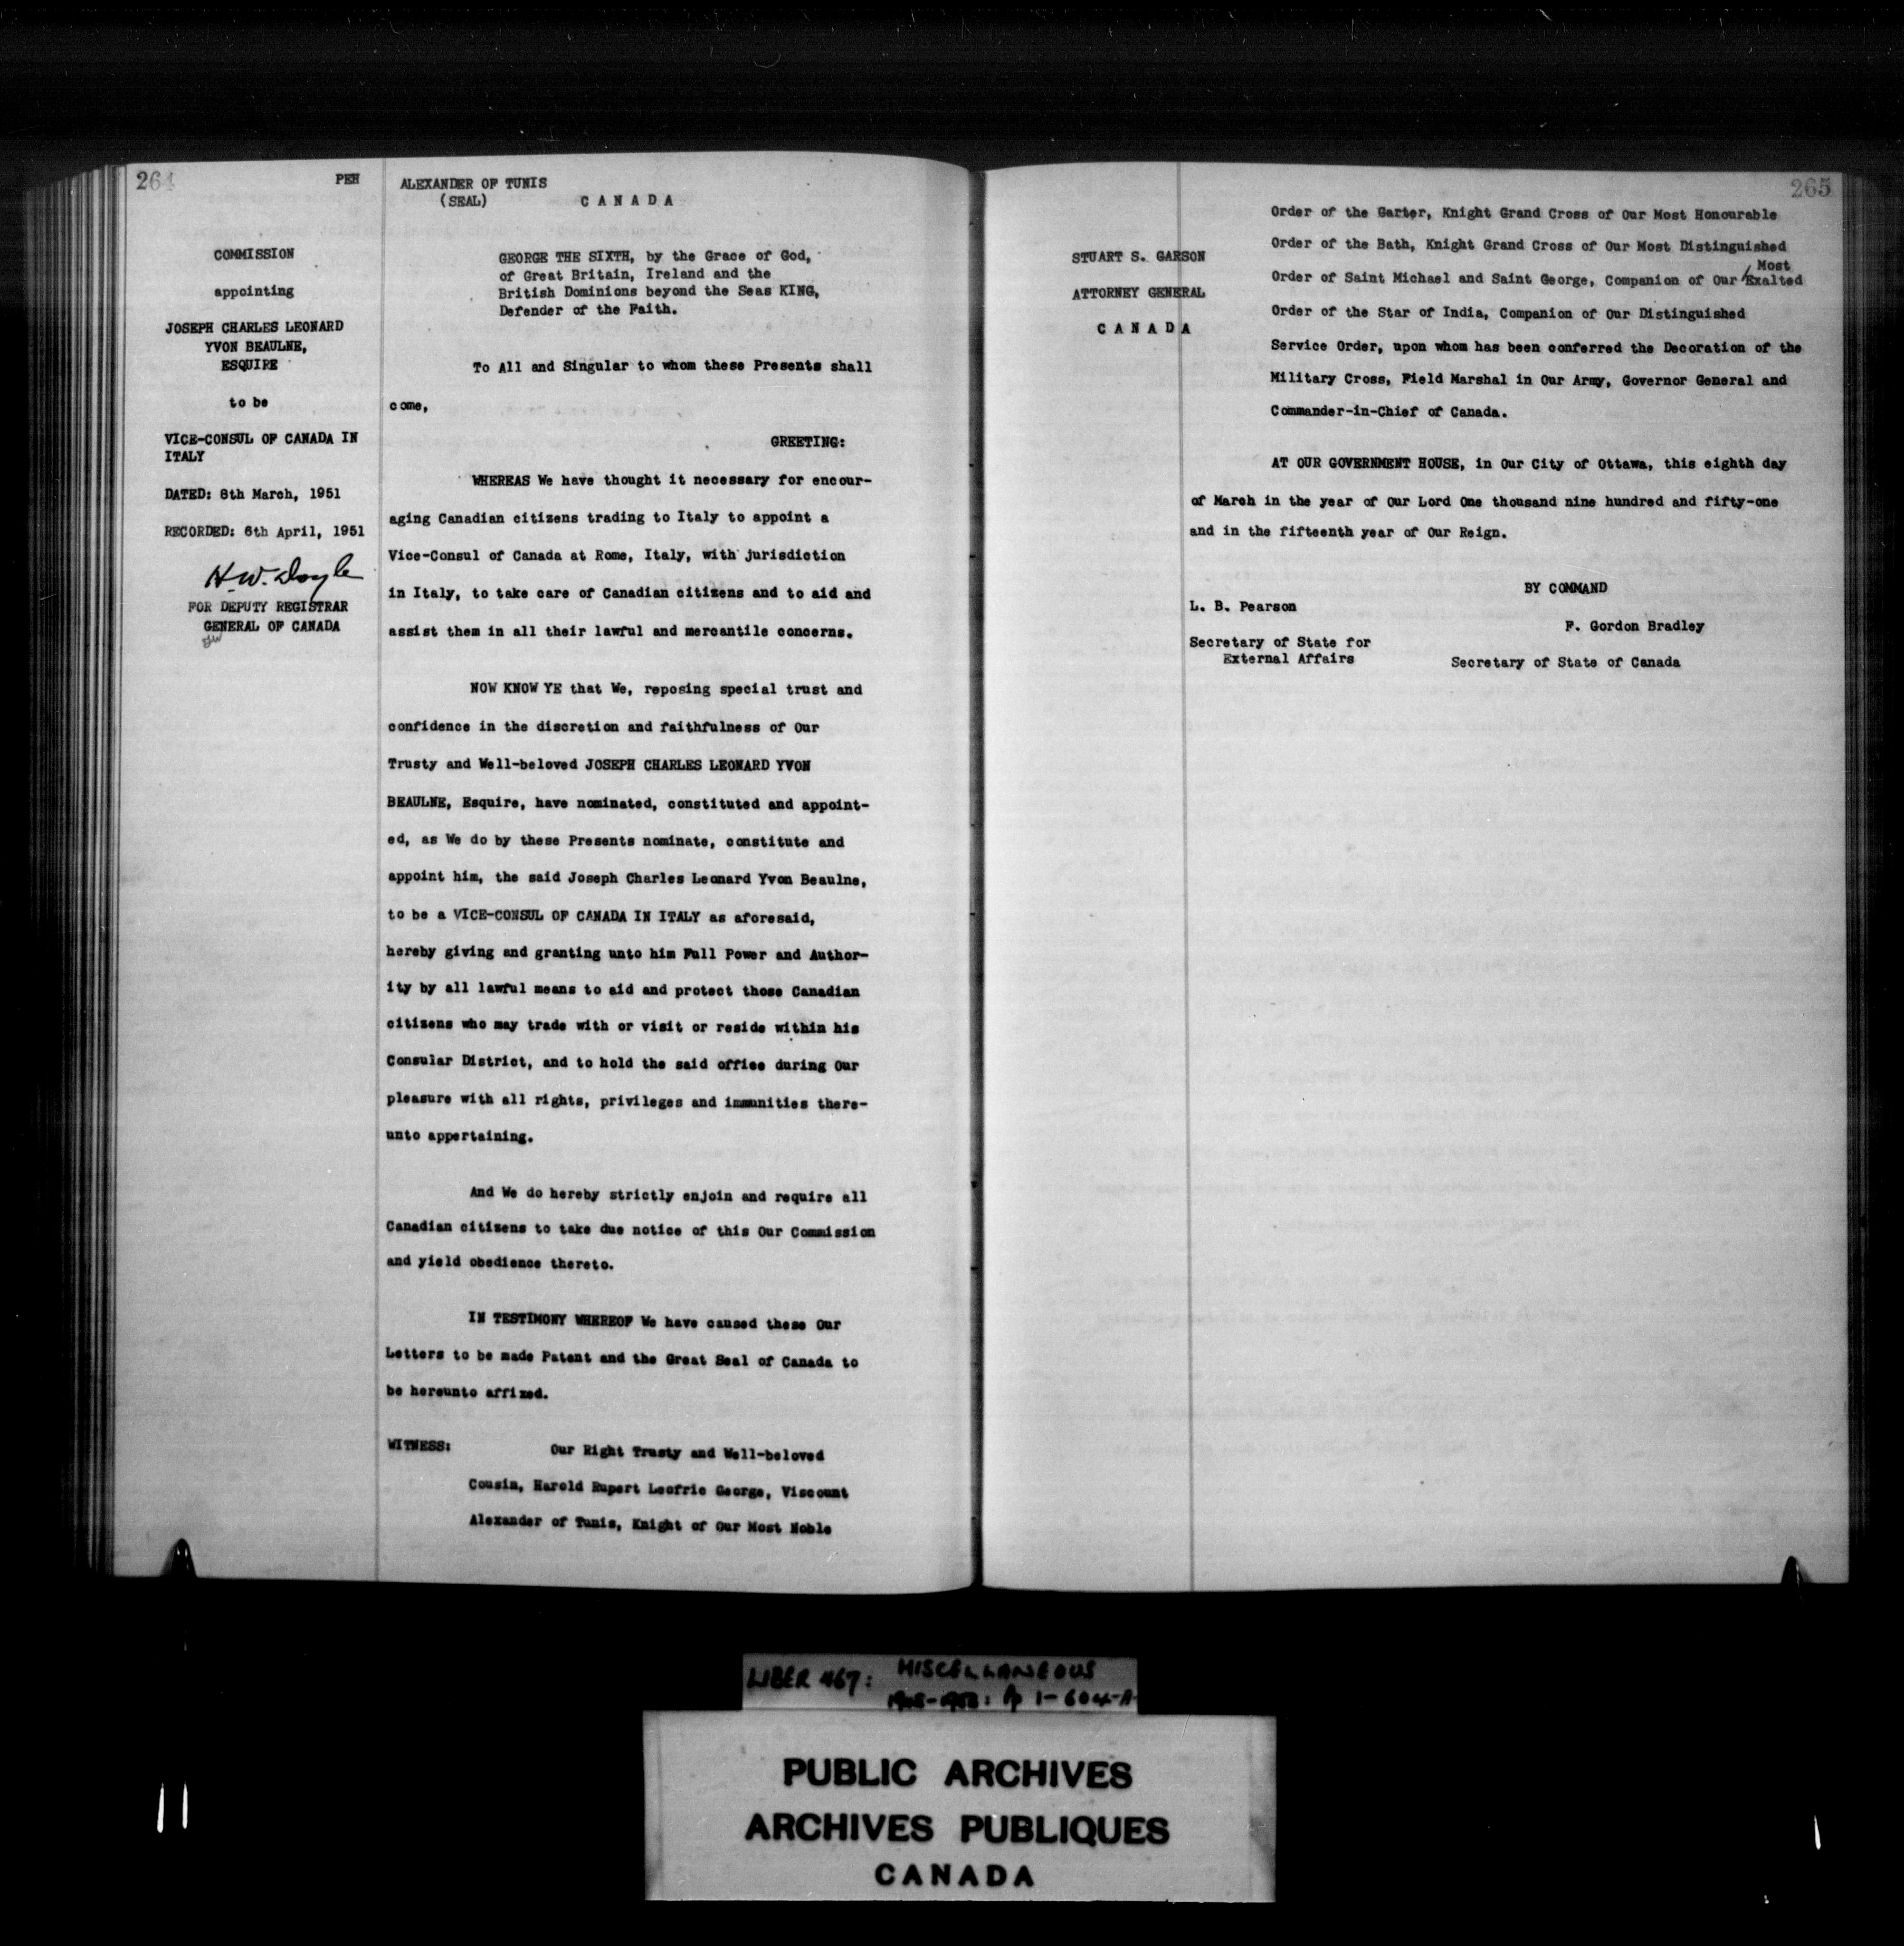 264
PEH
COMMISSION
appointing
JOSEPH CHARLES LEONARD
YVON BEAULNE,
ESQUIRE
to be
VICE-CONSUL OF CANADA IN
ITALY
DATED: 8th March, 1951
RECORDED: 6th April, 1951
H.W. Doyle
FOR DEPUTY REGISTRAR
GENERAL OF CANADA
ALEXANDER OF TUNIS
(SEAL) C A N A D A
GEORGE THE SIXTH, by the Grace of God,
of Great Britain, Ireland and the
British Dominions beyond the Seas KING,
Defender of the Faith.
To All and Singular to whom these Presents shall
come,
GREETING:
WHEREAS We have thought it necessary for encour-
aging Canadian citizens trading to Italy to appoint a
Vice-Consul of Canada at Rome, Italy, with jurisdiction
in Italy, to take care of Canadian citizens and to aid and
assist them in all their lawful and mercantile concerns.
NOW KNOW YE that We, reposing special trust and
confidence in the discretion and faithfulness of Our
Trusty and Well-beloved JOSEPH CHARLES LEONARD YVON
BEAULNE, Esquire, have nominated, constituted and appoint-
ed, as We do by these Presents nominate, constitute and
appoint him, the said Joseph Charles Leonard Yvon Beaulne,
to be a VICE-CONSUL OF CANADA IN ITALY as aforesaid,
hereby giving and granting unto him Full Power and Author-
ity by all lawful means to aid and protect those Canadian
citizens who may trade with or visit or reside within his
Consular District, and to hold the said office during Our
pleasure with all rights, privileges and immunities there-
unto appertaining.
And We do hereby strictly enjoin and require all
Canadian citizens to take due notice of this Our Commission
and yield obedience thereto.
IN TESTIMONY WHEREOF We have caused these Our
Letters to be made Patent and the Great Seal of Canada to
be hereunto affixed.
WITNESS: Our Right Trusty and Well-beloved
Cousin, Harold Rupert Leofric George, Viscount
Alexander of Tunis, Knight of Our Most Noble
265
STUART S. GARSON
ATTORNEY GENERAL
C A N A D A
Order of the Garter, Knight Grand Cross of Our Most Honourable
Order of the Bath, Knight Grand Cross of Our Most Distinguished
Most
Order of Saint Michael and Saint George, Companion of Our / Exalted
Order of the Star of India, Companion of Our Distinguished
Service Order, upon whom has been conferred the Decoration of the
Military Cross, Field Marshal in Our Army, Governor General and
Commander-in-Chief of Canada.
AT OUR GOVERNMENT HOUSE, in Our City of Ottawa, this eighth day
of March in the year of Our Lord One thousand nine hundred and fifty-one
and in the fifteenth year of Our Reign.
BY COMMAND
L. B. Pearson
F. Gordon Bradley
Secretary of State for
External Affairs
Secretary of State of Canada
LIBER 467: MISCELLANEOUS
: Pp 1-604-A
PUBLIC ARCHIVES
ARCHIVES PUBLIQUES
CANADA